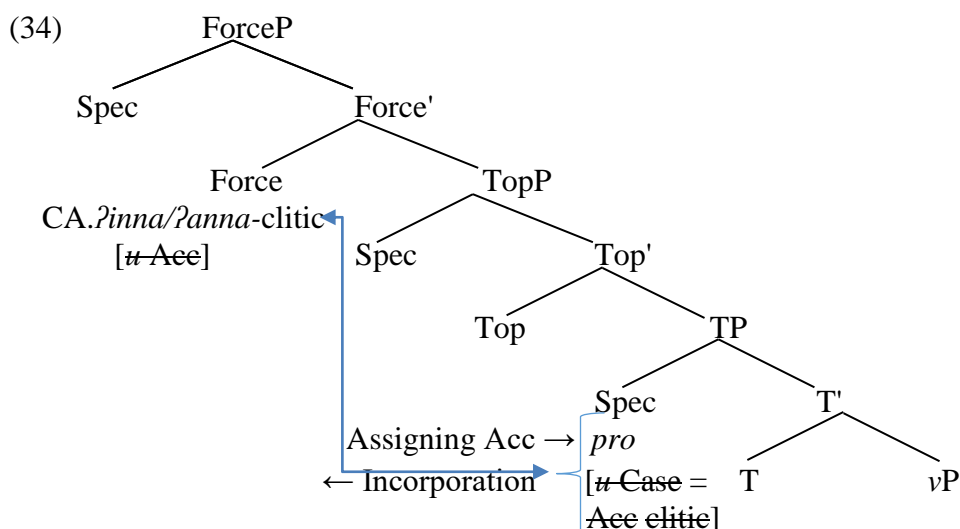 (34) ForceP
Spec Force'
Force TopP
CA.ʔinna/ʔanna-clitic
Spec Top'
[u Acc]
Top TP
Spec T'
Assigning Acc → pro
← Incorporation [u Case = T vP
Acc clitic]